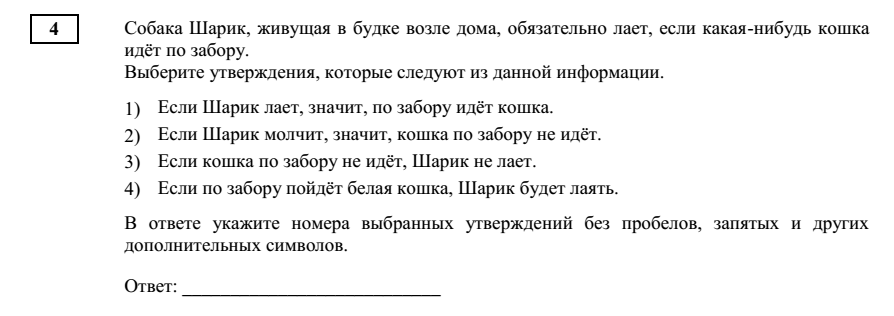 4
Собака Шарик, живущая в будке возле дома, обязательно лает, если какая-нибудь кошка
идёт по забору.
Выберите утверждения, которые следуют из данной информации.
1) Если Шарик лает, значит, по забору идёт кошка.
2) Если Шарик молчит, значит, кошка по забору не идёт.
3) Если кошка по забору не идёт, Шарик не лает.
4) Если по забору пойдёт белая кошка, Шарик будет лаять.
В ответе укажите номера выбранных утверждений без пробелов, запятых и других
дополнительных символов.
Ответ: ___________________________